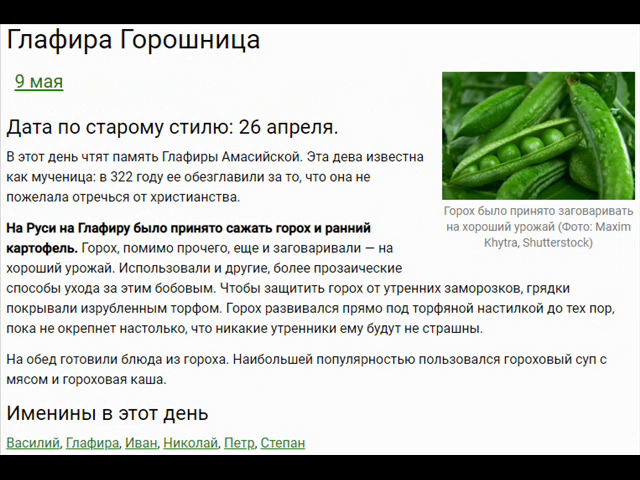 Глафира Горошница
9 мая
Дата по старому стилю: 26 апреля.
В этот день чтят память Глафиры Амасийской. Эта дева известна
как мученица: в 322 году ее обезглавили за то, что она не
пожелала отречься от христианства.
На Руси на Глафиру было принято сажать горох и ранний
картофель. Горох, помимо прочего, еще и заговаривали — на
хороший урожай. Использовали и другие, более прозаические
способы ухода за этим бобовым. Чтобы защитить горох от утренних заморозков, грядки
покрывали изрубленным торфом. Горох развивался прямо под торфяной настилкой до тех пор,
пока не окрепнет настолько, что никакие утренники ему будут не страшны.
На обед готовили блюда из гороха. Наибольшей популярностью пользовался гороховый суп с
мясом и гороховая каша.
Именины в этот день
Василий, Глафира, Иван, Николай, Петр, Степан
Горох было принято заговаривать
на хороший урожай (Фото: Maxim
Khytra, Shutterstock)